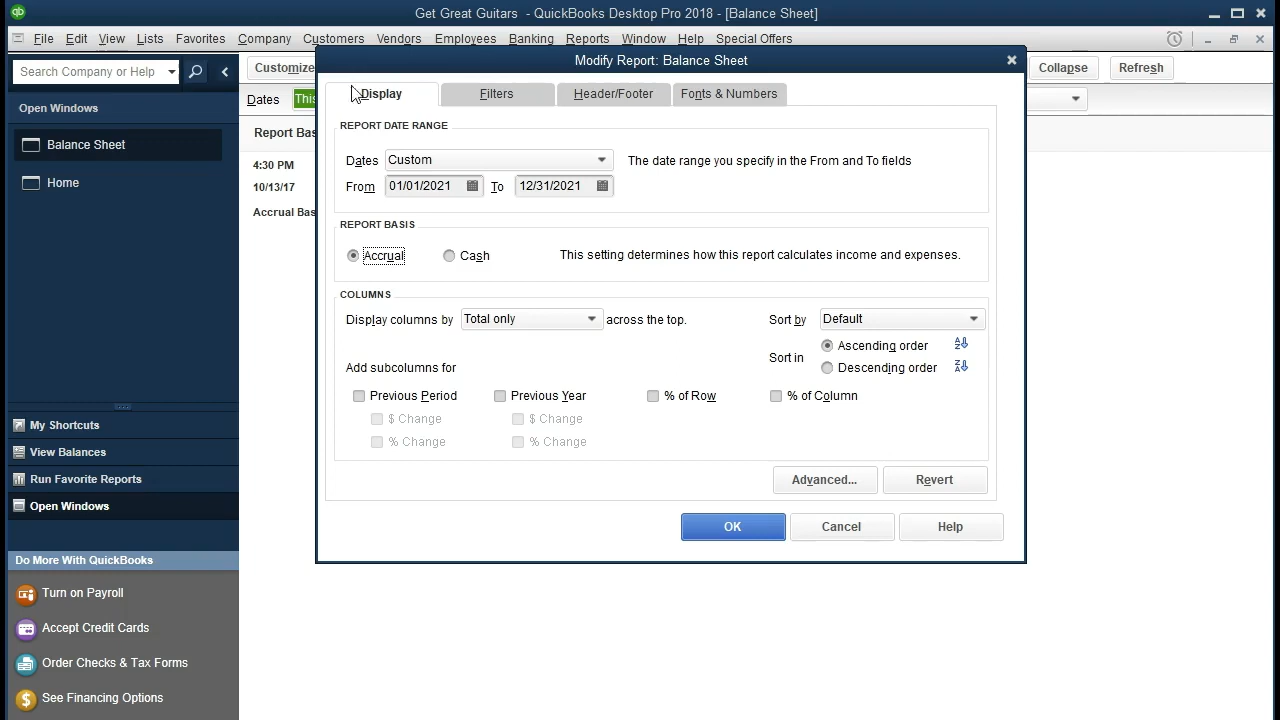 qb Get Great Guitars - QuickBooks Desktop Pro 2018 - [Balance Sheet]
File Edit View Lists Favorites Company Customers Vendors Employees Banking Reports Window Help Special Offers
Search Company or Help
Customize
Modify Report: Balance Sheet
Collapse Refresh
Open Windows
Dates This
Balance Sheet
Home
Report Bas
4:30 PM
10/13/17
Accrual Bas
Display Filters Header/Footer Fonts & Numbers
REPORT DATE RANGE
Dates Custom The date range you specify in the From and To fields
From 01/01/2021 To 12/31/2021
REPORT BASIS
Accrual Cash This setting determines how this report calculates income and expenses.
COLUMNS
Display columns by Total only across the top. Sort by Default
Ascending order
Sort in
Descending order
Add subcolumns for
Previous Period Previous Year % of Row % of Column
$ Change $ Change
% Change % Change
Advanced... Revert
OK Cancel Help
My Shortcuts
View Balances
Run Favorite Reports
Open Windows
Do More With QuickBooks
Turn on Payroll
Accept Credit Cards
Order Checks & Tax Forms
See Financing Options